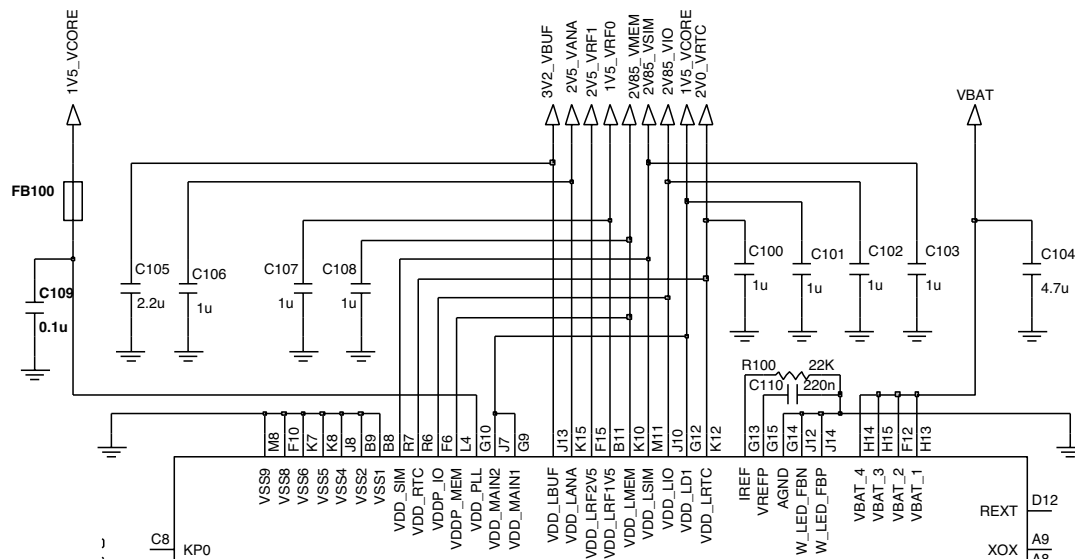 1V5_VCORE
3V2_VBUF
2V5_VANA
2V5_VRF1
1V5_VRF0
2V85_VMEM
2V85_VSIM
2V85_VIO
1V5_VCORE
2V0_VRTC
VBAT
FB100
C109
0.1u
C105
2.2u
C106
1u
C107
1u
C108
1u
C100
1u
C101
1u
C102
1u
C103
1u
C104
4.7u
R100
22K
C110
220n
M8
F10
K7
K8
J8
B9
B8
R7
R6
F6
L4
G10
J7
G9
J13
K15
F15
B11
K10
M11
J10
G12
K12
G13
G15
G14
J12
J14
H14
H15
F12
H13
VSS9
VSS8
VSS6
VSS5
VSS4
VSS2
VSS1
VDD_SIM
VDD_RTC
VDDP_IO
VDDP_MEM
VDD_PLL
VDD_MAIN2
VDD_MAIN1
VDD_LBUF
VDD_LANA
VDD_LRF2V5
VDD_LRF1V5
VDD_LMEM
VDD_LSIM
VDD_LIO
VDD_LD1
VDD_LRTC
IREF
VREFP
AGND
W_LED_FBN
W_LED_FBP
VBAT_4
VBAT_3
VBAT_2
VBAT_1
REXT
D12
C8
KP0
XOX
A9
A8